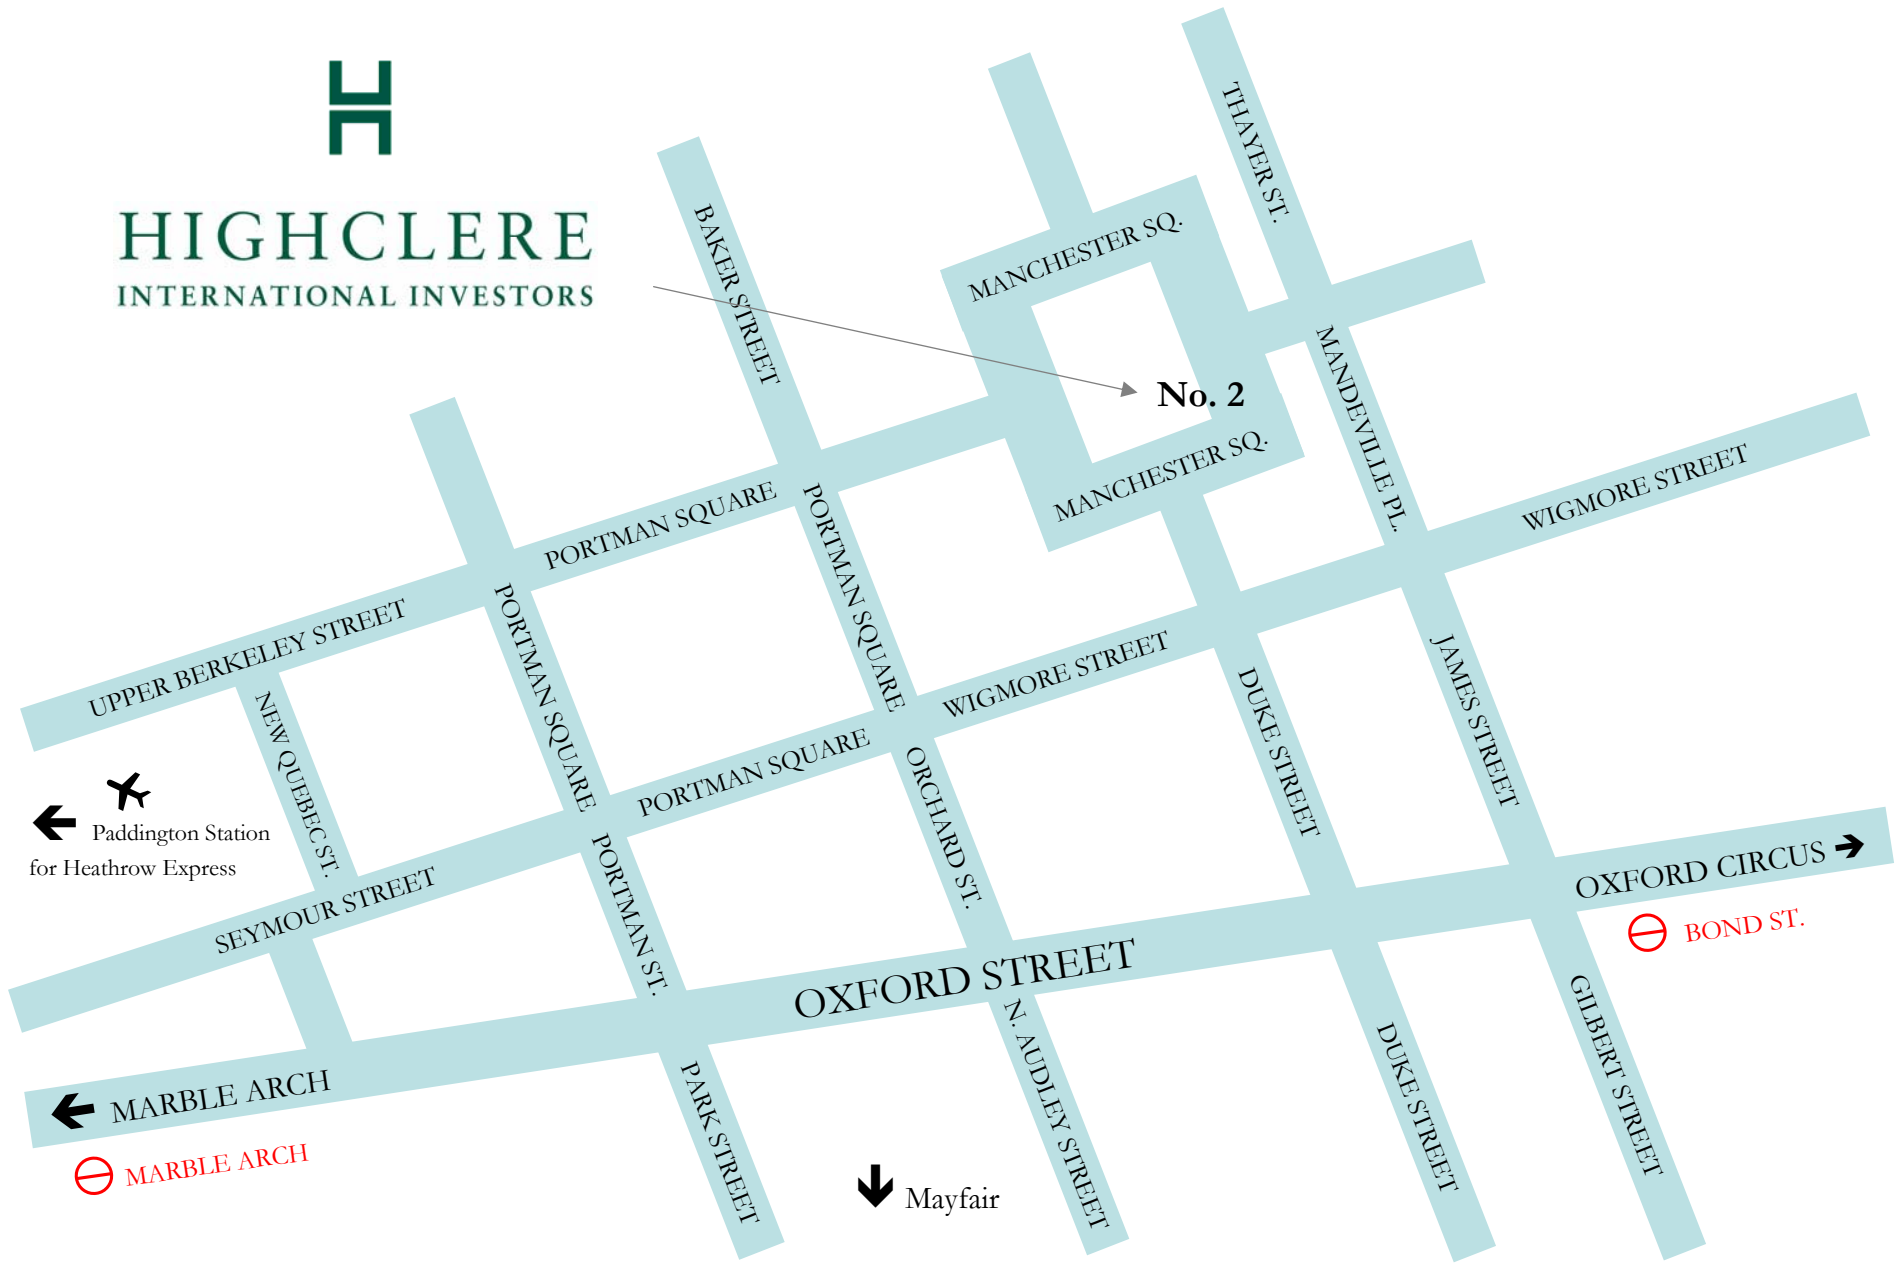 HIGHCLERE
INTERNATIONAL INVESTORS
THAYER ST.
BAKER STREET
MANCHESTER SQ.
No. 2
MANDEVILLE PL.
MANCHESTER SQ.
WIGMORE STREET
PORTMAN SQUARE
PORTMAN SQUARE
UPPER BERKELEY STREET
PORTMAN SQUARE
WIGMORE STREET
NEW QUEBEC ST.
DUKE STREET
JAMES STREET
PORTMAN SQUARE
ORCHARD ST.
Paddington Station
for Heathrow Express
SEYMOUR STREET
PORTMAN ST.
OXFORD CIRCUS
BOND ST.
OXFORD STREET
N. AUDLEY STREET
DUKE STREET
GILBERT STREET
MARBLE ARCH
PARK STREET
MARBLE ARCH
Mayfair